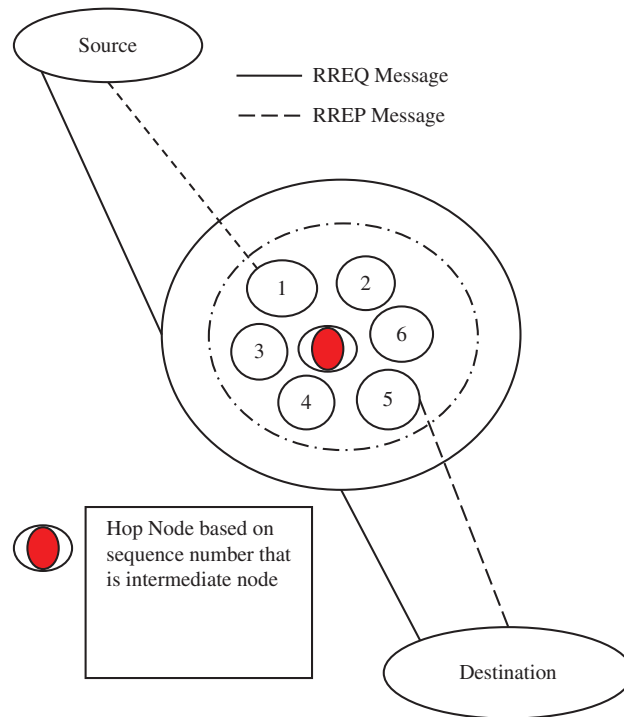 Source
RREQ Message
RREP Message
1
2
3
6
4
5
Hop Node based on
sequence number that
is intermediate node
Destination